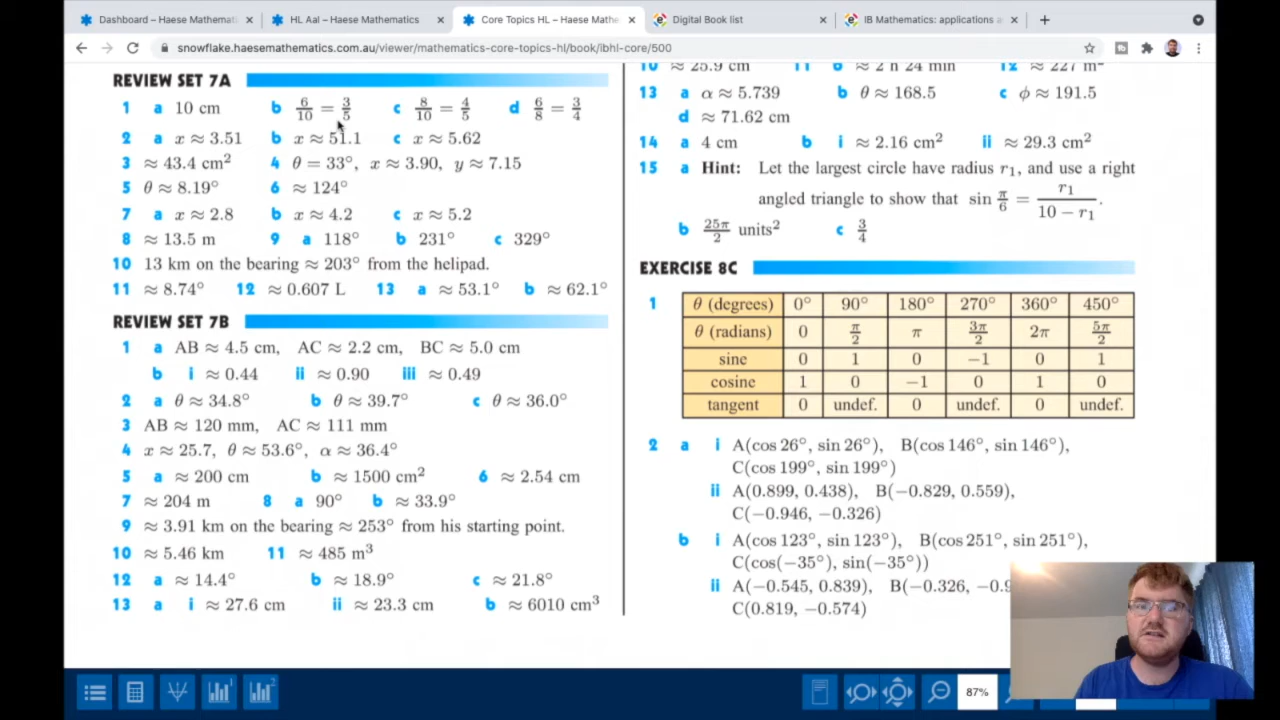 Dashboard – Haese Mathemati
HL AaI – Haese Mathematics
Core Topics HL – Haese Mathe
Digital Book list
IB Mathematics: applications a
snowflake.haesemathematics.com.au/viewer/mathematics-core-topics-hl/book/ibhl-core/500
REVIEW SET 7A
1 a 10 cm b 6/10 = 3/5 c 8/10 = 4/5 d 6/8 = 3/4
2 a x ≈ 3.51 b x ≈ 51.1 c x ≈ 5.62
3 ≈ 43.4 cm² 4 θ = 33°, x ≈ 3.90, y ≈ 7.15
5 θ ≈ 8.19° 6 ≈ 124°
7 a x ≈ 2.8 b x ≈ 4.2 c x ≈ 5.2
8 ≈ 13.5 m 9 a 118° b 231° c 329°
10 13 km on the bearing ≈ 203° from the helipad.
11 ≈ 8.74° 12 ≈ 0.607 L 13 a ≈ 53.1° b ≈ 62.1°
REVIEW SET 7B
1 a AB ≈ 4.5 cm, AC ≈ 2.2 cm, BC ≈ 5.0 cm
b i ≈ 0.44 ii ≈ 0.90 iii ≈ 0.49
2 a θ ≈ 34.8° b θ ≈ 39.7° c θ ≈ 36.0°
3 AB ≈ 120 mm, AC ≈ 111 mm
4 x ≈ 25.7, θ ≈ 53.6°, α ≈ 36.4°
5 a ≈ 200 cm b ≈ 1500 cm² 6 ≈ 2.54 cm
7 ≈ 204 m 8 a 90° b ≈ 33.9°
9 ≈ 3.91 km on the bearing ≈ 253° from his starting point.
10 ≈ 5.46 km 11 ≈ 485 m³
12 a ≈ 14.4° b ≈ 18.9° c ≈ 21.8°
13 a i ≈ 27.6 cm ii ≈ 23.3 cm b ≈ 6010 cm³
10 ≈ 25.9 cm 11 ≈ 2 h 24 min 12 ≈ 227 m²
13 a α ≈ 5.739 b θ ≈ 168.5 c ϕ ≈ 191.5
d ≈ 71.62 cm
14 a 4 cm b i ≈ 2.16 cm² ii ≈ 29.3 cm²
15 a Hint: Let the largest circle have radius r₁, and use a right
angled triangle to show that sin π/6 = r₁/(10 − r₁).
b 25π/2 units² c 3/4
EXERCISE 8C
1 θ (degrees) 0° 90° 180° 270° 360° 450°
θ (radians) 0 π/2 π 3π/2 2π 5π/2
sine 0 1 0 −1 0 1
cosine 1 0 −1 0 1 0
tangent 0 undef. 0 undef. 0 undef.
2 a i A(cos 26°, sin 26°), B(cos 146°, sin 146°),
C(cos 199°, sin 199°)
ii A(0.899, 0.438), B(−0.829, 0.559),
C(−0.946, −0.326)
b i A(cos 123°, sin 123°), B(cos 251°, sin 251°),
C(cos(−35°), sin(−35°))
ii A(−0.545, 0.839), B(−0.326, −0.9
C(0.819, −0.574)
87%